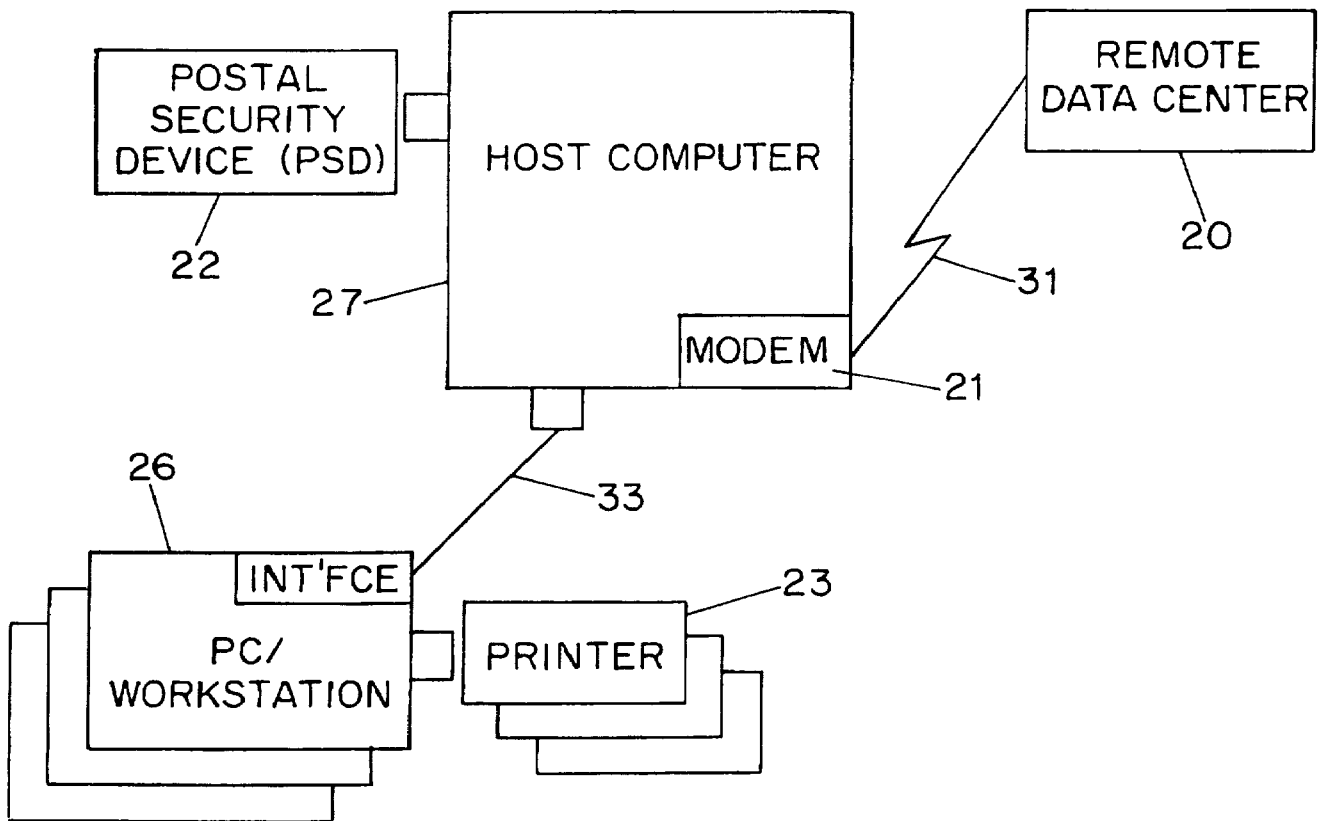 POSTAL
SECURITY
DEVICE (PSD)
22
HOST COMPUTER
27
MODEM
21
REMOTE
DATA CENTER
20
31
33
26
INT'FCE
PC/
WORKSTATION
PRINTER
23